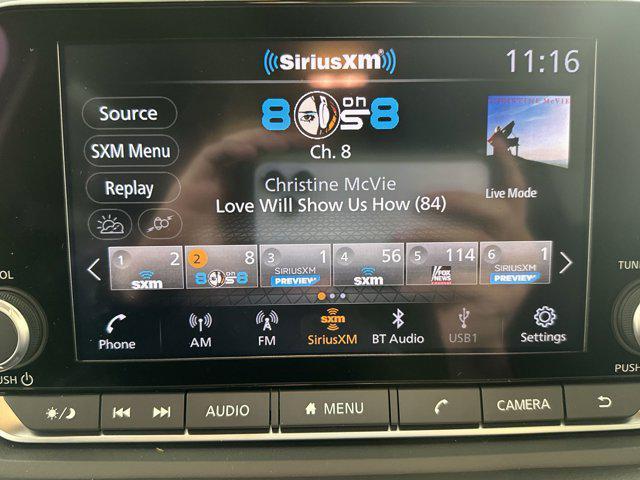 SiriusXM
11:16
Source
80s on 8
CHRISTINE McVIE
SXM Menu
Ch. 8
Replay
Christine McVie
Live Mode
Love Will Show Us How (84)
1 2 2 8 3 1 4 56 5 114 6 1
sxm 80s on 8 SIRIUSXM PREVIEW sxm FOX NEWS SIRIUSXM PREVIEW
sxm
Phone AM FM SiriusXM BT Audio USB1 Settings
OL
TUN
PUSH
PUSH
AUDIO MENU CAMERA